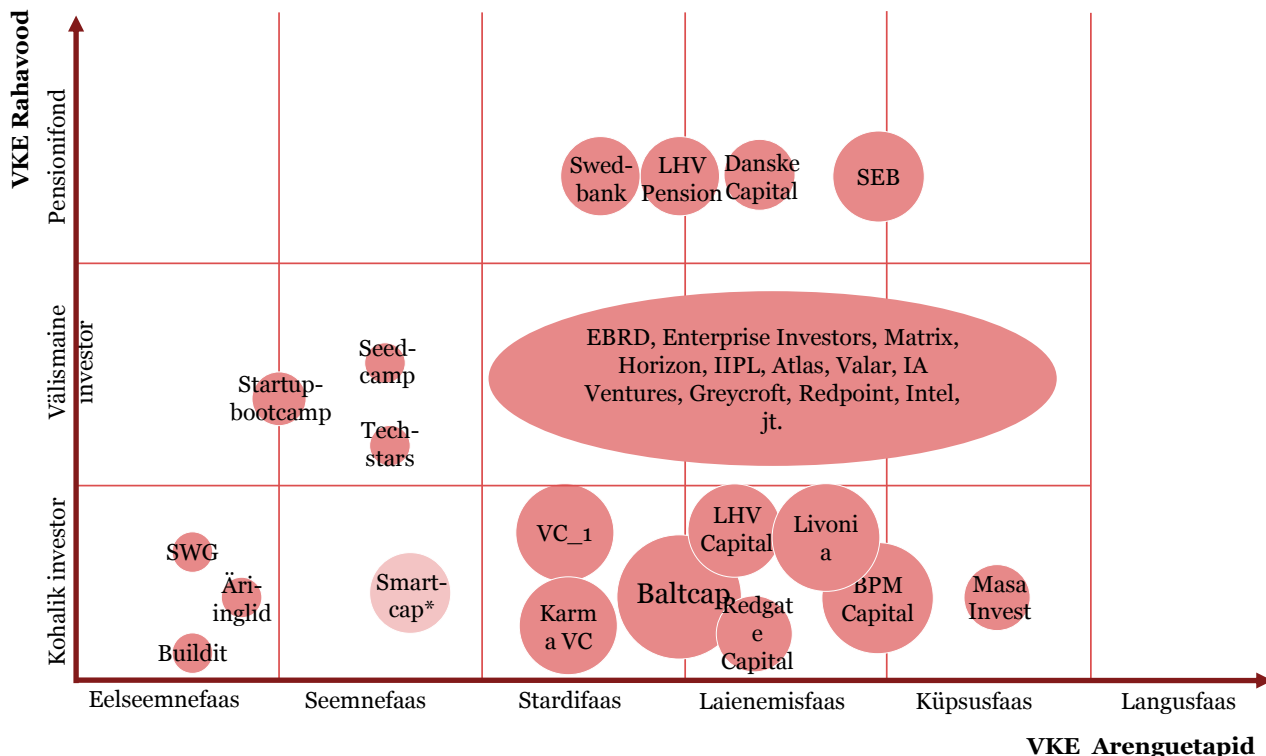 VKE Rahavood
Pensionifond
Swed-
bank
LHV
Pension
Danske
Capital
SEB
Välismaine
investor
EBRD, Enterprise Investors, Matrix,
Horizon, IIPL, Atlas, Valar, IA
Ventures, Greycroft, Redpoint, Intel,
jt.
Seed-
camp
Startup-
bootcamp
Tech-
stars
Kohalik investor
SWG
Äri-
inglid
Buildit
Smart-
cap*
VC_1
Karm
a VC
Baltcap
LHV
Capital
Redgat
e
Capital
Livoni
a
BPM
Capital
Masa
Invest
Eelseemnefaas
Seemnefaas
Stardifaas
Laienemisfaas
Küpsusfaas
Langusfaas
VKE Arenguetapid